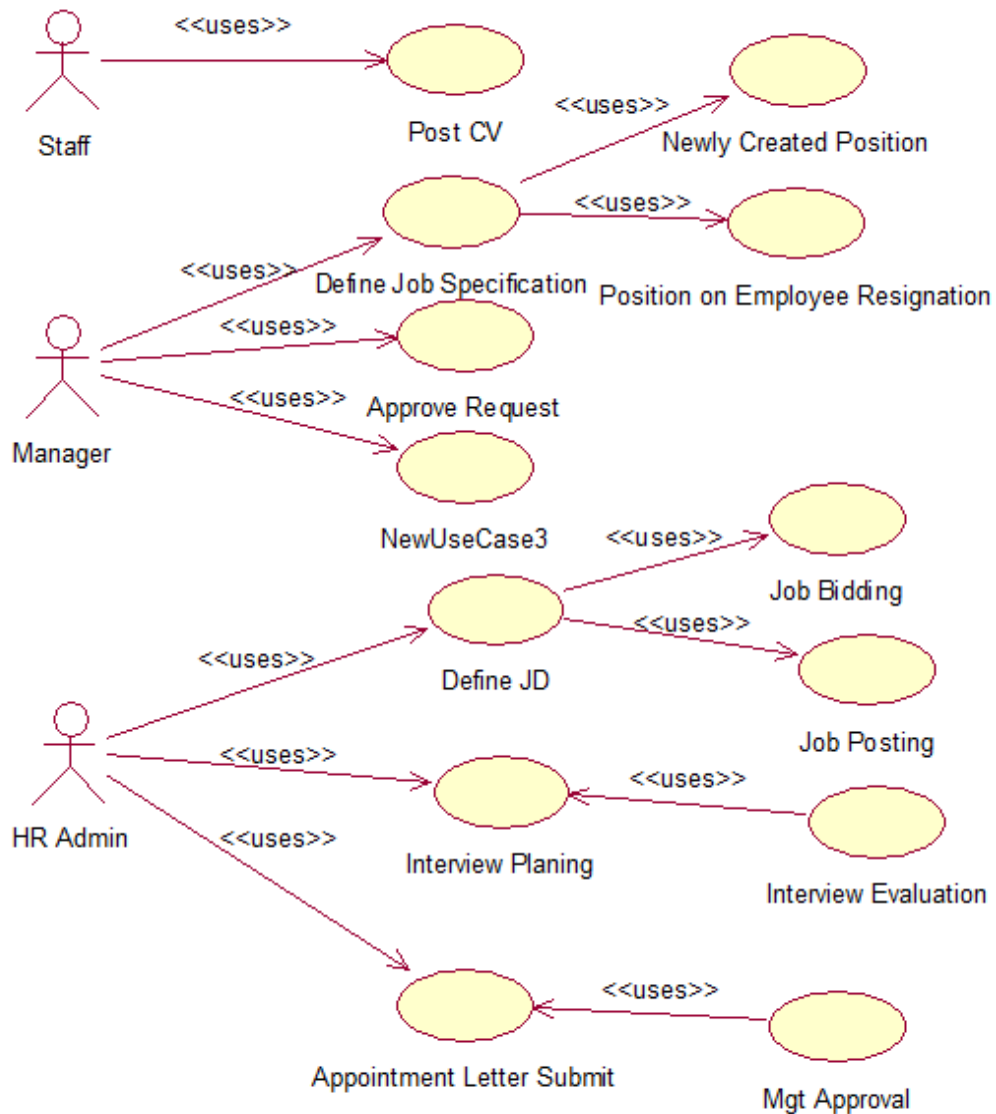 <<uses>>
Staff
Post CV
<<uses>>
Newly Created Position
<<uses>>
<<uses>>
Define Job Specification
Position on Employee Resignation
<<uses>>
Manager
Approve Request
<<uses>>
NewUseCase3
<<uses>>
Job Bidding
<<uses>>
<<uses>>
Define JD
Job Posting
<<uses>>
<<uses>>
HR Admin
<<uses>>
Interview Planing
Interview Evaluation
<<uses>>
Appointment Letter Submit
Mgt Approval